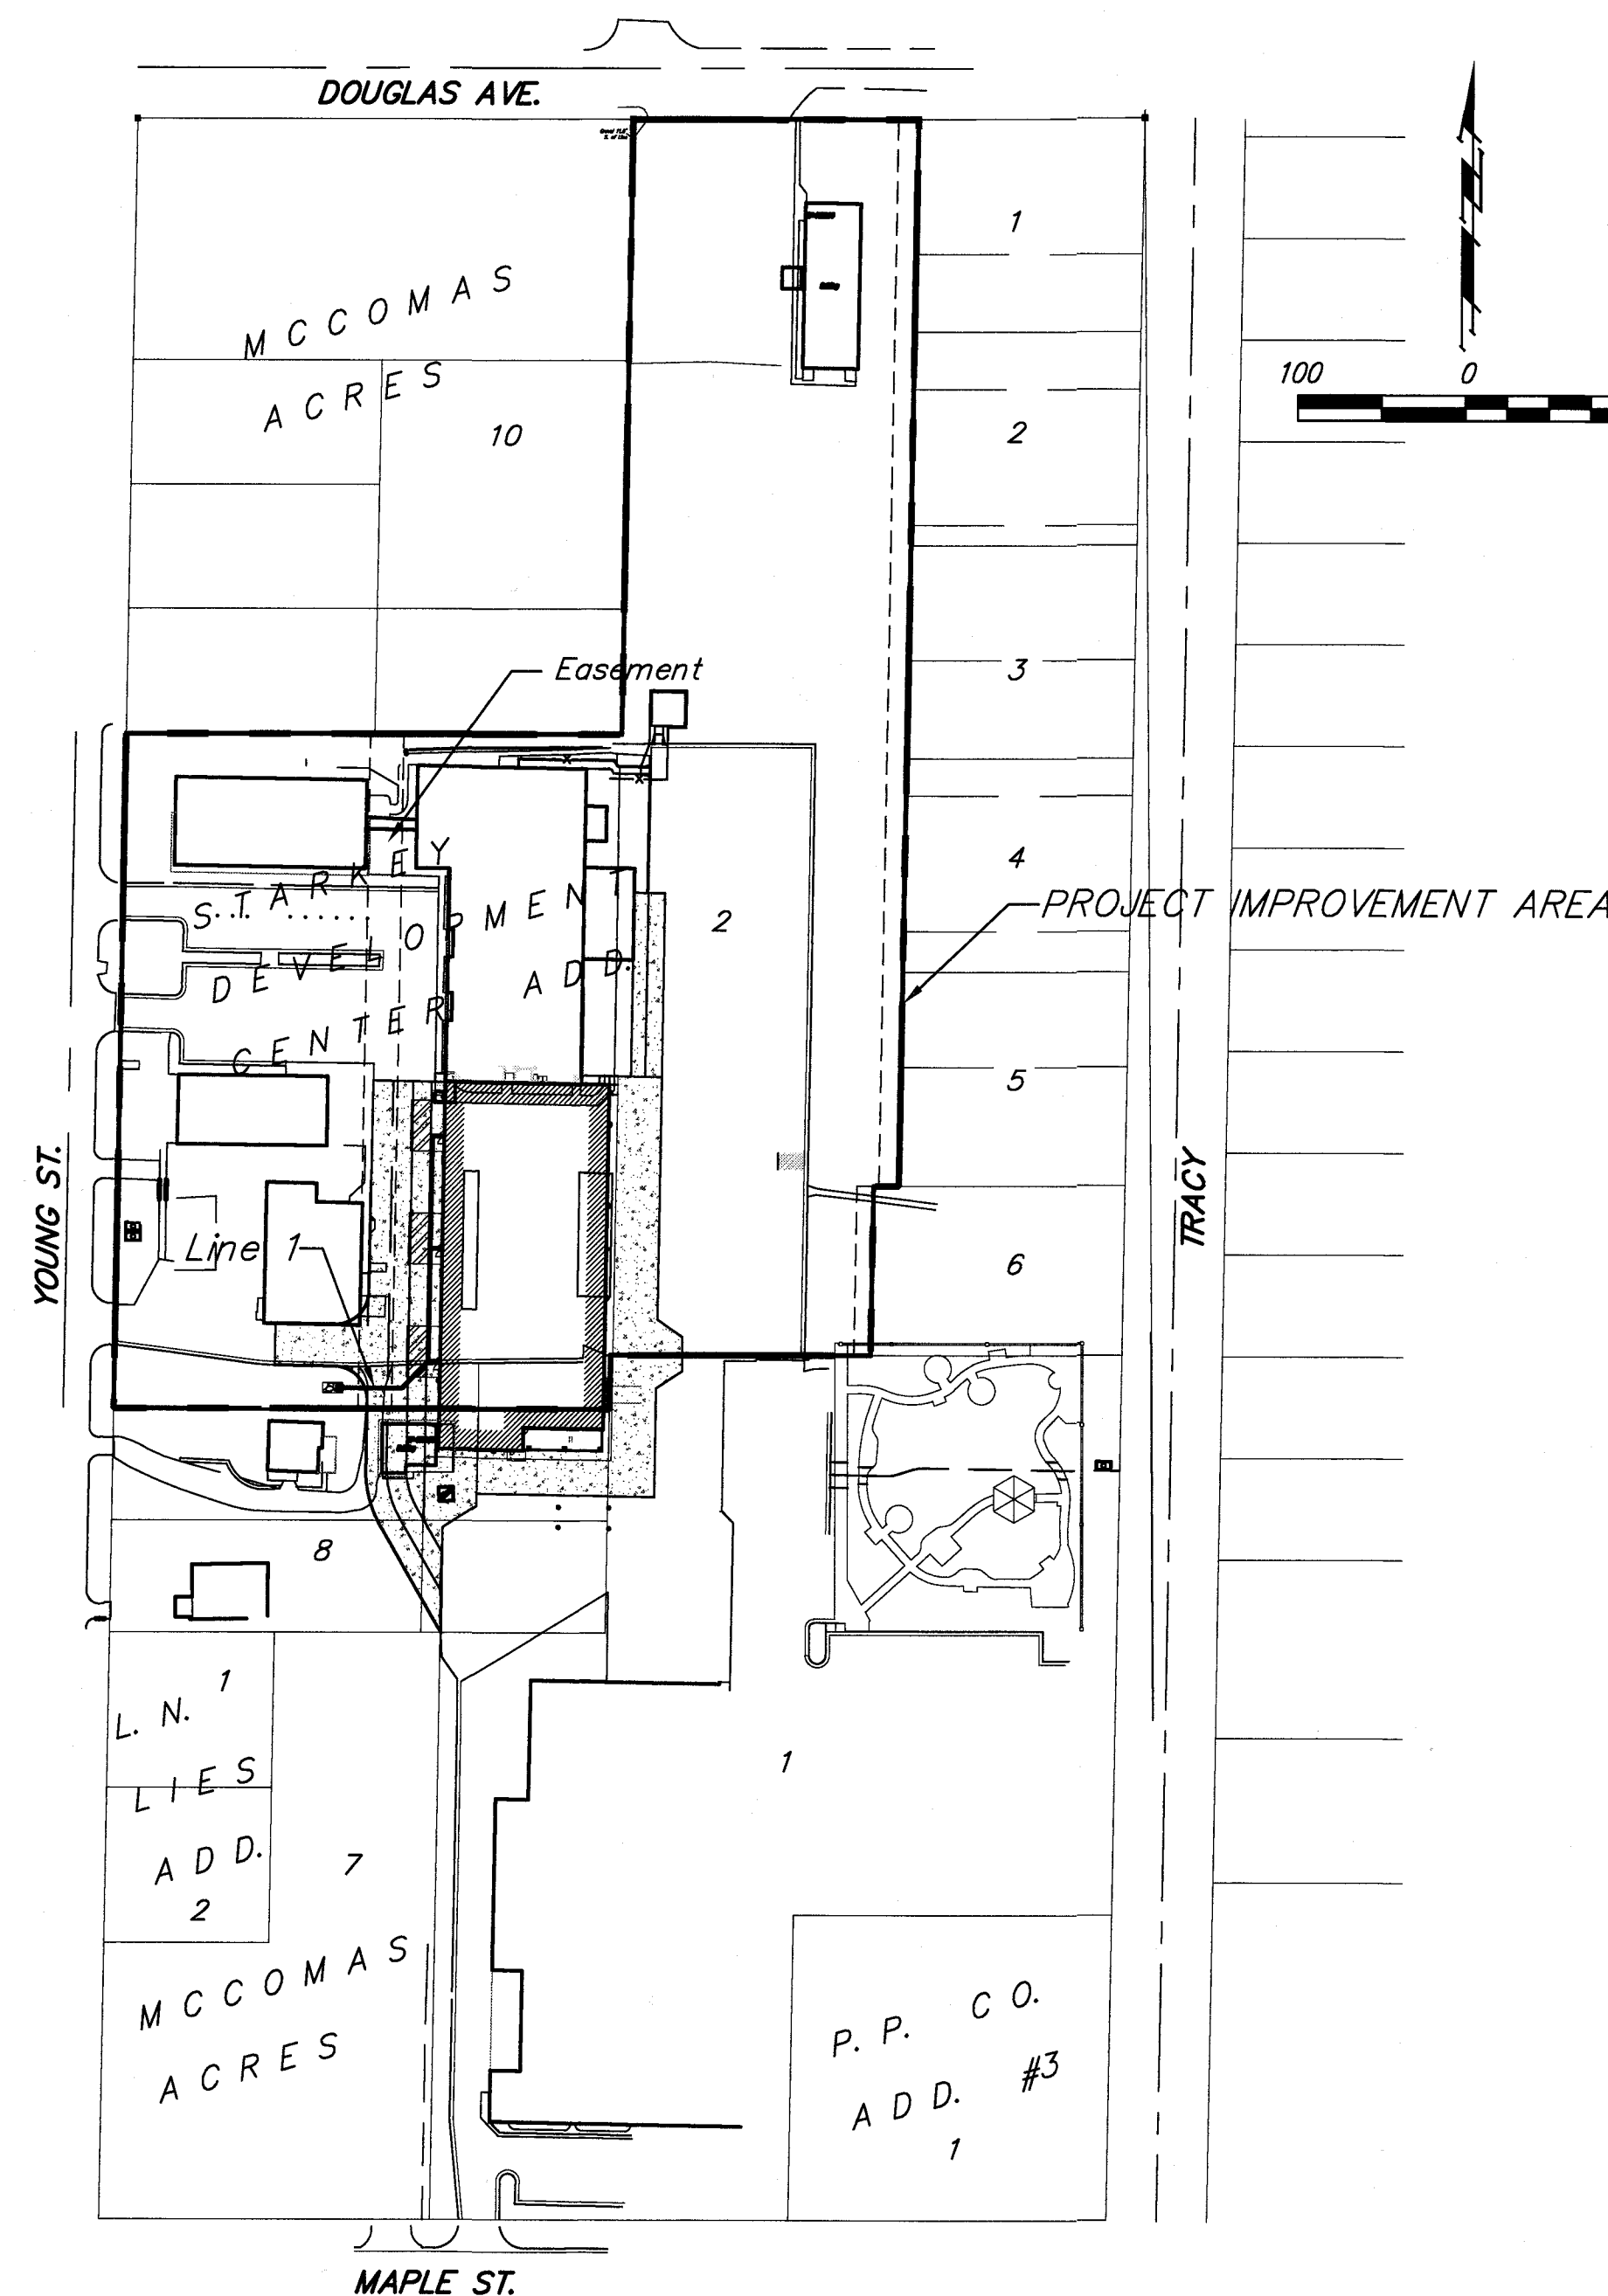 DOUGLAS AVE.
1
MCCOMAS
ACRES
100 0
10
2
Easement
3
4
STARKEY
PROJECT IMPROVEMENT AREA
2
DEVELOPMENT
CENTER ADD.
5
YOUNG ST.
TRACY
Line 1
6
8
1
L. N.
LIES
ADD.
2
7
1
MCCOMAS
ACRES
P. P. CO.
ADD. #3
1
MAPLE ST.